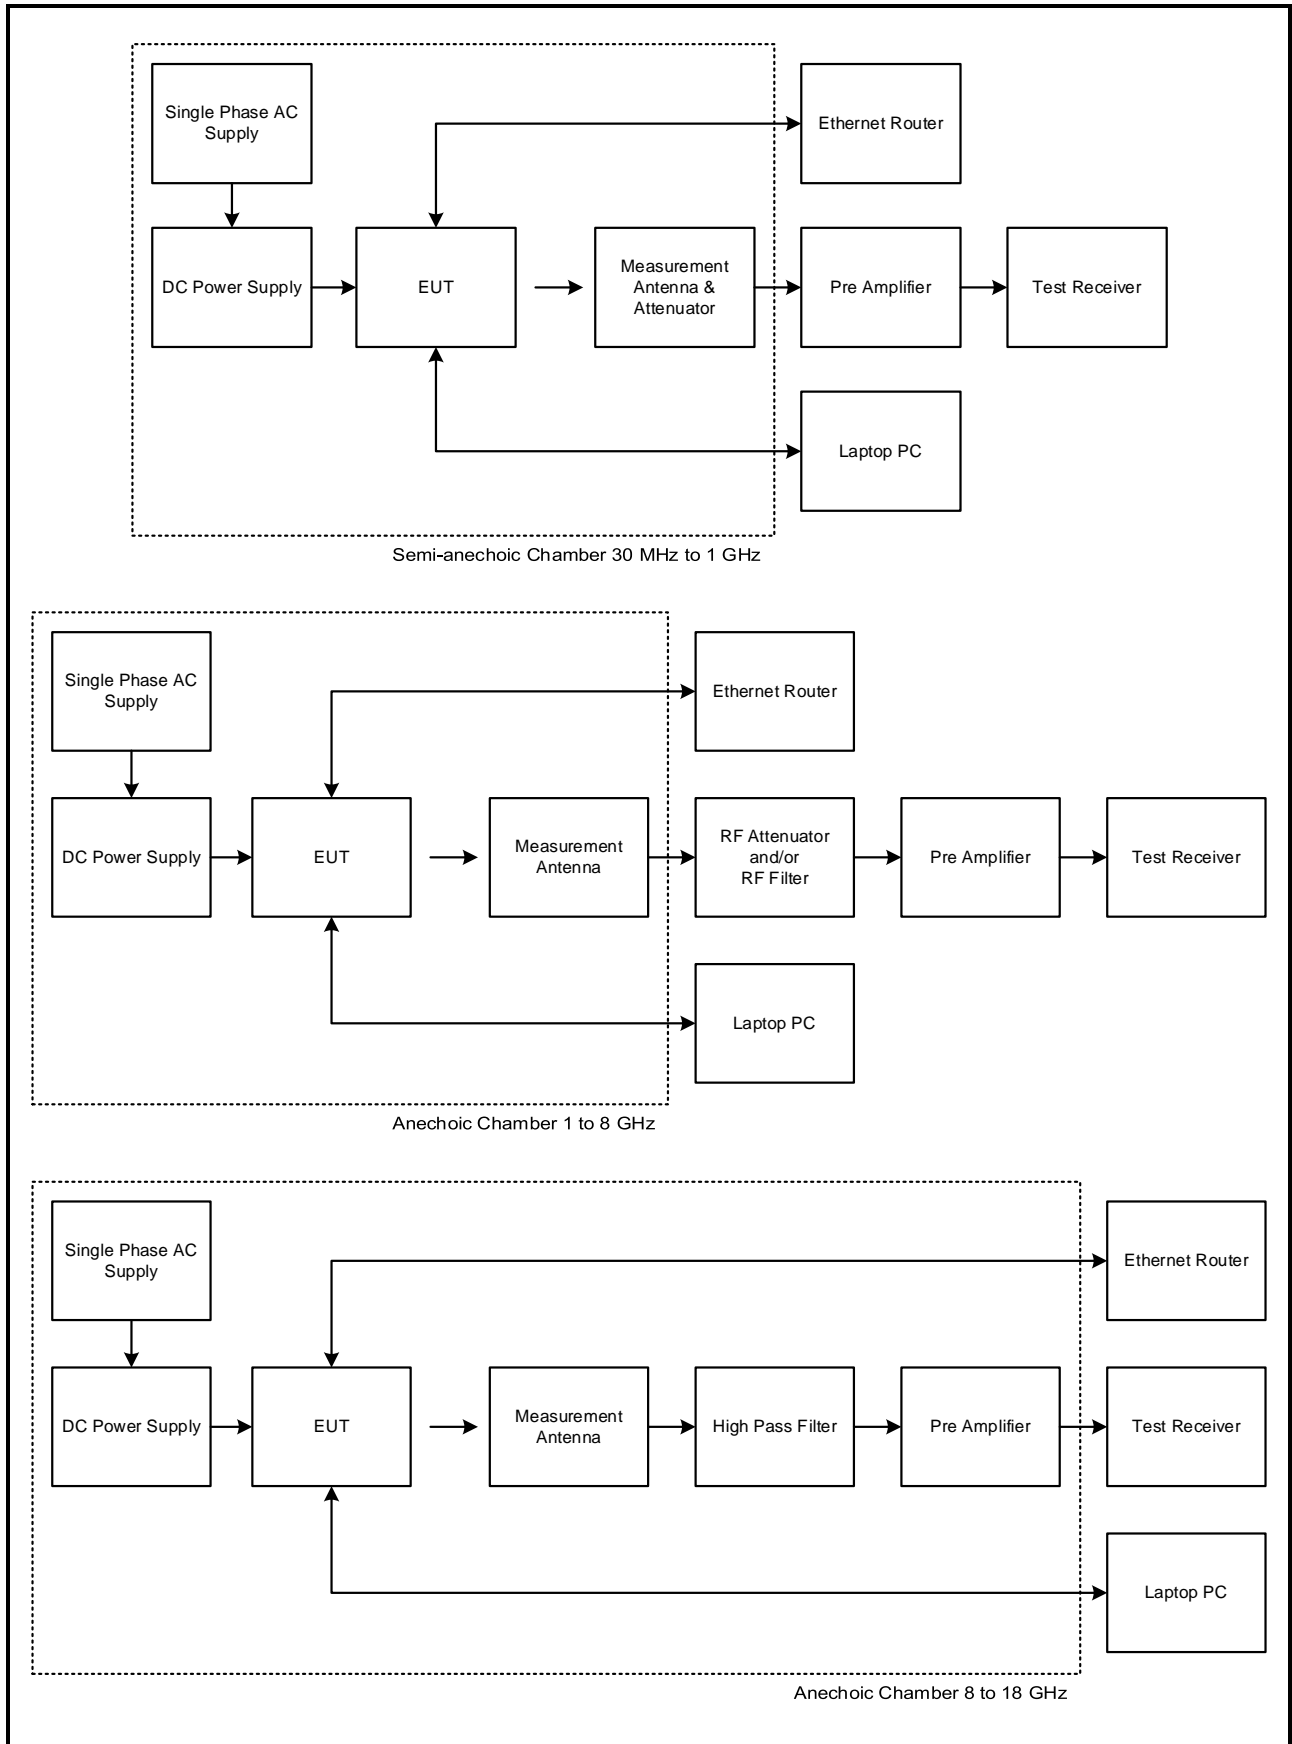 Single Phase AC
Supply
Ethernet Router
DC Power Supply
EUT
Measurement
Antenna &
Attenuator
Pre Amplifier
Test Receiver
Laptop PC
Semi-anechoic Chamber 30 MHz to 1 GHz
Single Phase AC
Supply
Ethernet Router
DC Power Supply
EUT
Measurement
Antenna
RF Attenuator
and/or
RF Filter
Pre Amplifier
Test Receiver
Laptop PC
Anechoic Chamber 1 to 8 GHz
Single Phase AC
Supply
Ethernet Router
DC Power Supply
EUT
Measurement
Antenna
High Pass Filter
Pre Amplifier
Test Receiver
Laptop PC
Anechoic Chamber 8 to 18 GHz